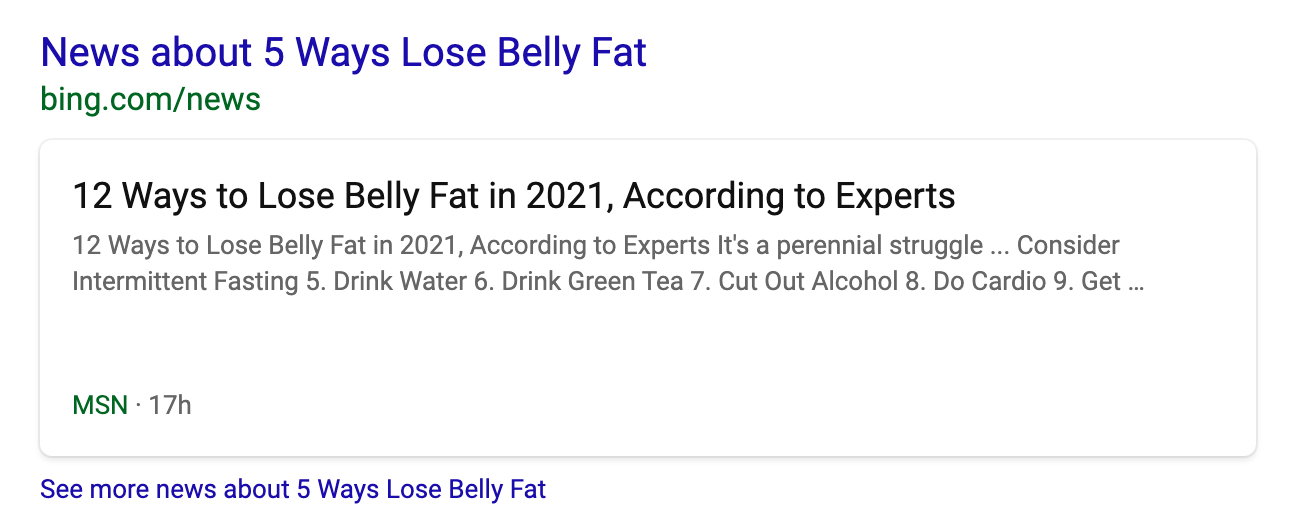 News about 5 Ways Lose Belly Fat
bing.com/news
12 Ways to Lose Belly Fat in 2021, According to Experts
12 Ways to Lose Belly Fat in 2021, According to Experts It's a perennial struggle ... Consider
Intermittent Fasting 5. Drink Water 6. Drink Green Tea 7. Cut Out Alcohol 8. Do Cardio 9. Get ...
MSN · 17h
See more news about 5 Ways Lose Belly Fat